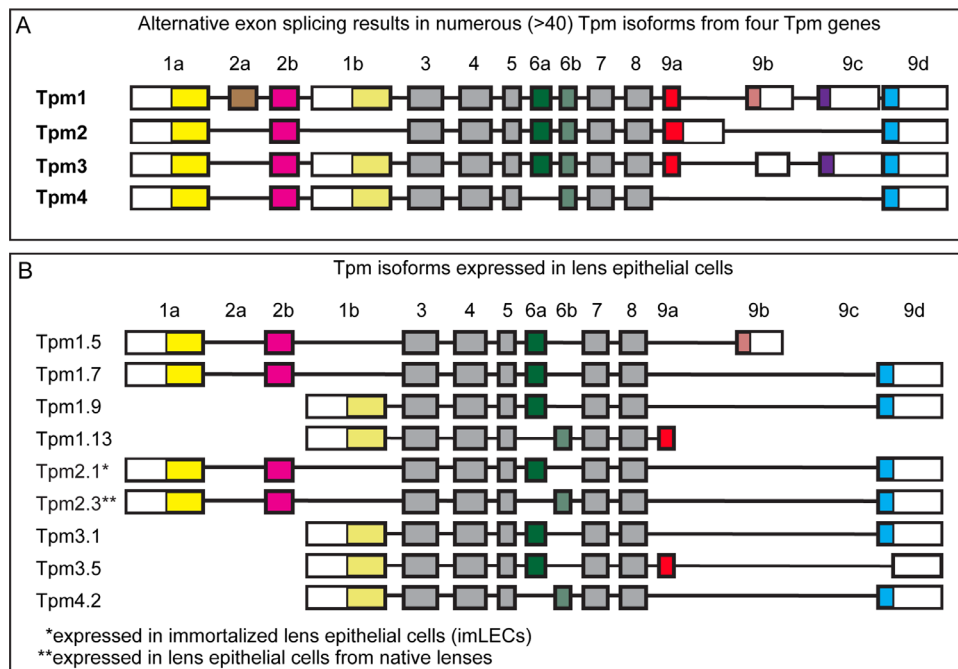 A
Alternative exon splicing results in numerous (>40) Tpm isoforms from four Tpm genes
1a 2a 2b 1b 3 4 5 6a 6b 7 8 9a 9b 9c 9d
Tpm1
Tpm2
Tpm3
Tpm4
B
Tpm isoforms expressed in lens epithelial cells
1a 2a 2b 1b 3 4 5 6a 6b 7 8 9a 9b 9c 9d
Tpm1.5
Tpm1.7
Tpm1.9
Tpm1.13
Tpm2.1*
Tpm2.3**
Tpm3.1
Tpm3.5
Tpm4.2
*expressed in immortalized lens epithelial cells (imLECs)
**expressed in lens epithelial cells from native lenses